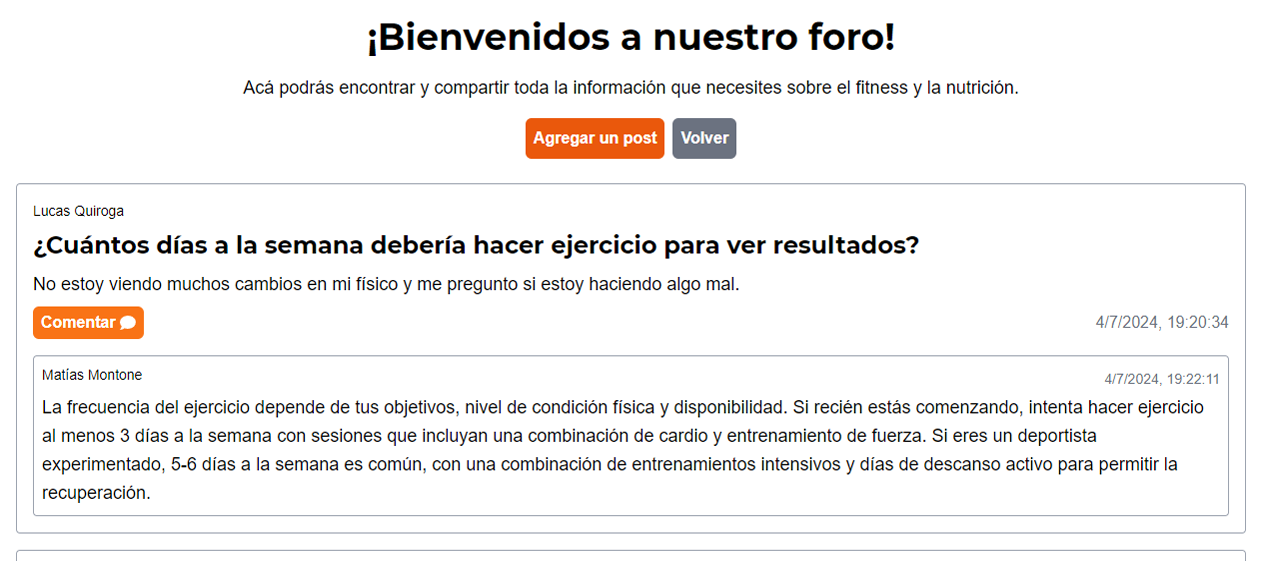 ¡Bienvenidos a nuestro foro!
Acá podrás encontrar y compartir toda la información que necesites sobre el fitness y la nutrición.
Agregar un post
Volver
Lucas Quiroga
¿Cuántos días a la semana debería hacer ejercicio para ver resultados?
No estoy viendo muchos cambios en mi físico y me pregunto si estoy haciendo algo mal.
Comentar
4/7/2024, 19:20:34
Matías Montone
4/7/2024, 19:22:11
La frecuencia del ejercicio depende de tus objetivos, nivel de condición física y disponibilidad. Si recién estás comenzando, intenta hacer ejercicio
al menos 3 días a la semana con sesiones que incluyan una combinación de cardio y entrenamiento de fuerza. Si eres un deportista
experimentado, 5-6 días a la semana es común, con una combinación de entrenamientos intensivos y días de descanso activo para permitir la
recuperación.